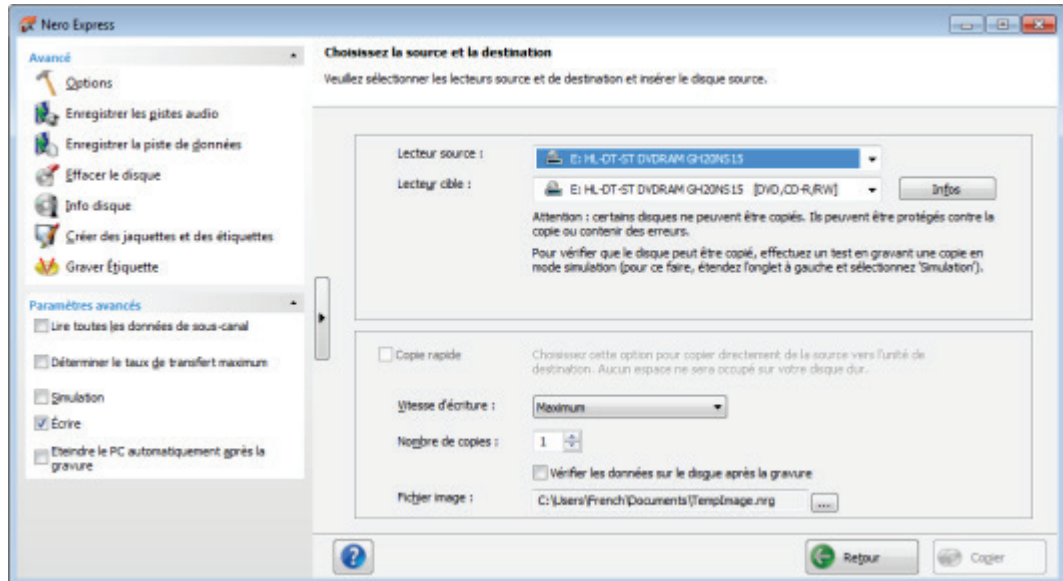 Nero Express
Avancé
Options
Enregistrer les pistes audio
Enregistrer la piste de données
Effacer le disque
Info disque
Créer des jaquettes et des étiquettes
Graver Étiquette
Paramètres avancés
Lire toutes les données de sous-canal
Déterminer le taux de transfert maximum
Simulation
Écrire
Eteindre le PC automatiquement après la
gravure
Choisissez la source et la destination
Veuillez sélectionner les lecteurs source et de destination et insérer le disque source.
Lecteur source :
E: HL-DT-ST DVDRAM GH20NS15
Lecteur cible :
E: HL-DT-ST DVDRAM GH20NS15 [DVD,CD-R/RW]
Infos
Attention : certains disques ne peuvent être copiés. Ils peuvent être protégés contre la
copie ou contenir des erreurs.
Pour vérifier que le disque peut être copié, effectuez un test en gravant une copie en
mode simulation (pour ce faire, étendez l'onglet à gauche et sélectionnez 'Simulation').
Copie rapide
Choisissez cette option pour copier directement de la source vers l'unité de
destination. Aucun espace ne sera occupé sur votre disque dur.
Vitesse d'écriture :
Maximum
Nombre de copies :
1
Vérifier les données sur le disque après la gravure
Fichier image :
C:\Users\French\Documents\TempImage.nrg
...
Retour
Copier